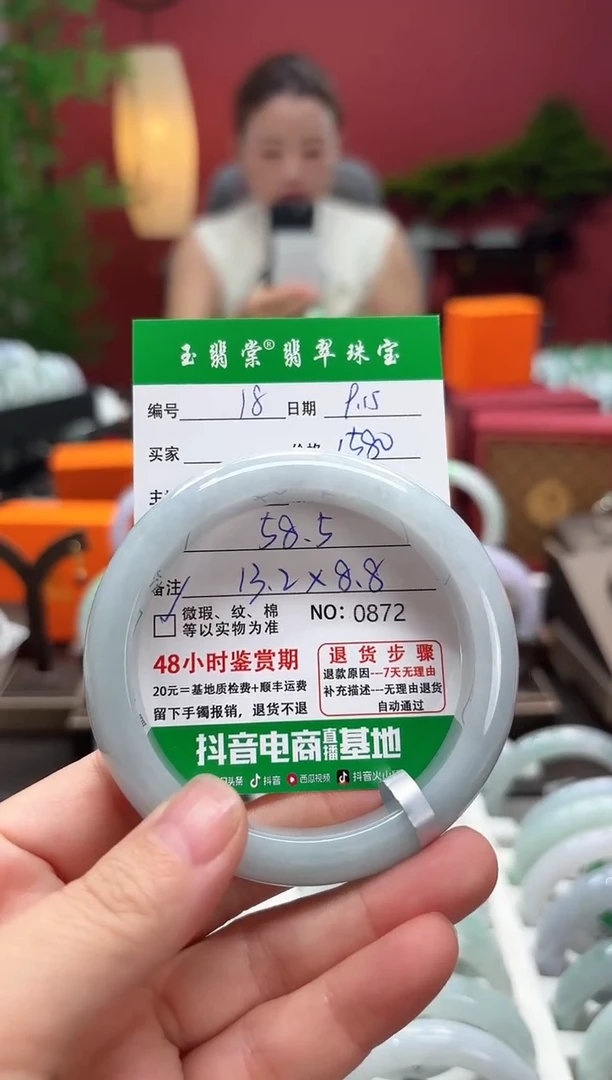 玉翡棠®翡翠珠宝
编号 18 日期 9.15
买家 价格 1580
58.5
备注 13.2×8.8
微瑕、纹、棉
等以实物为准
NO: 0872
48小时鉴赏期
20元=基地质检费+顺丰运费
留下手镯报销，退货不退
退货步骤
退款原因---7天无理由
补充描述---无理由退货
自动通过
抖音电商直播基地
头条 抖音 西瓜视频 抖音火山